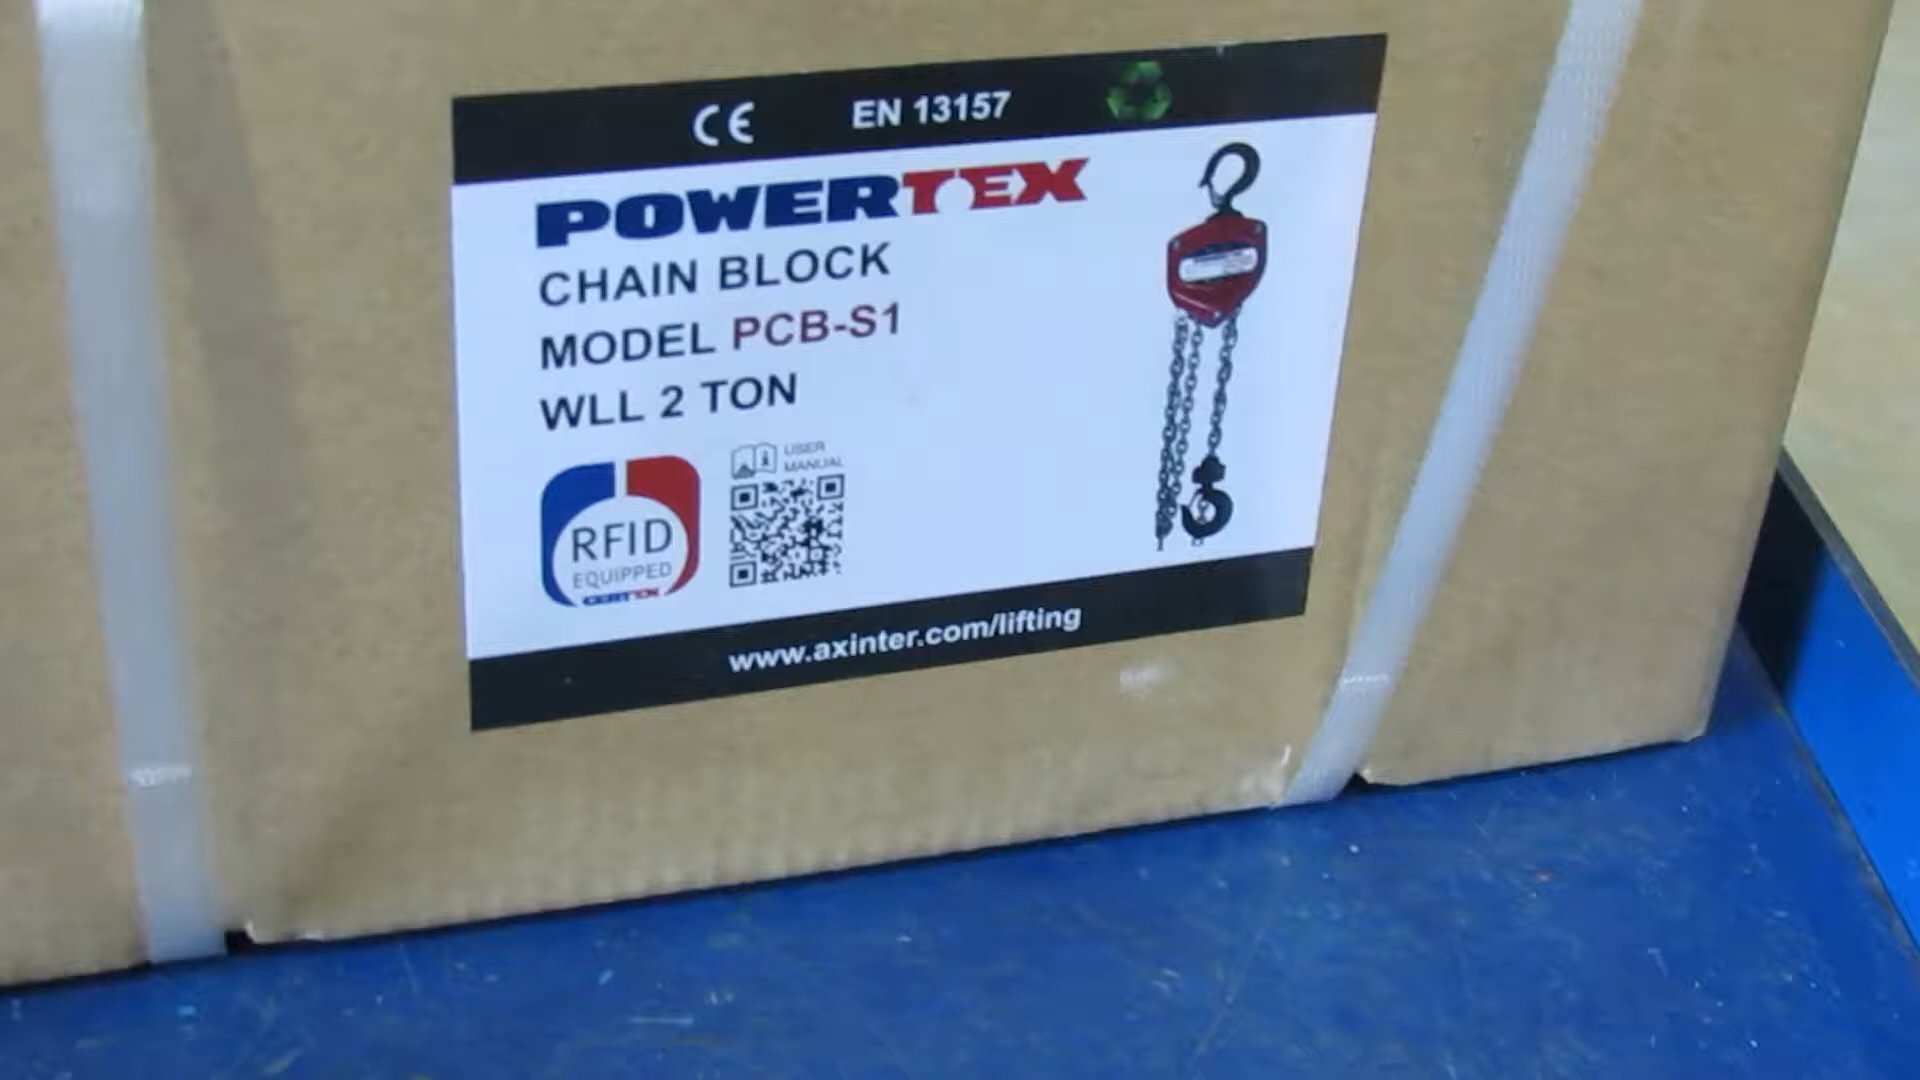 CE EN 13157
POWERTEX
CHAIN BLOCK
MODEL PCB-S1
WLL 2 TON
USER
MANUAL
RFID
EQUIPPED
CERTEX
www.axinter.com/lifting